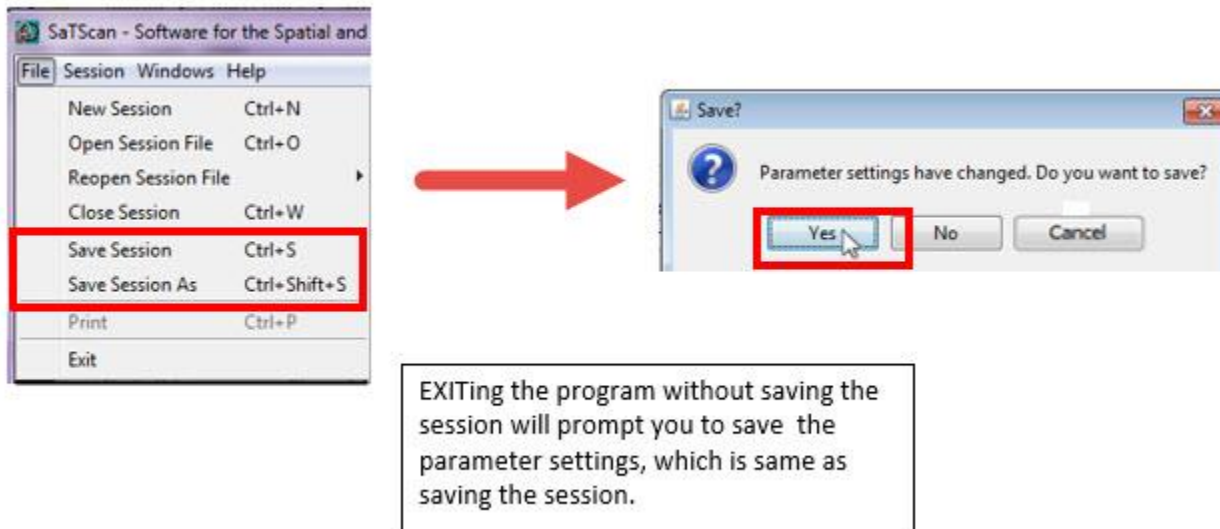 SaTScan - Software for the Spatial and
File Session Windows Help
New Session Ctrl+N
Open Session File Ctrl+O
Reopen Session File
Close Session Ctrl+W
Save Session Ctrl+S
Save Session As Ctrl+Shift+S
Print Ctrl+P
Exit
Save?
Parameter settings have changed. Do you want to save?
Yes No Cancel
EXITing the program without saving the
session will prompt you to save the
parameter settings, which is same as
saving the session.